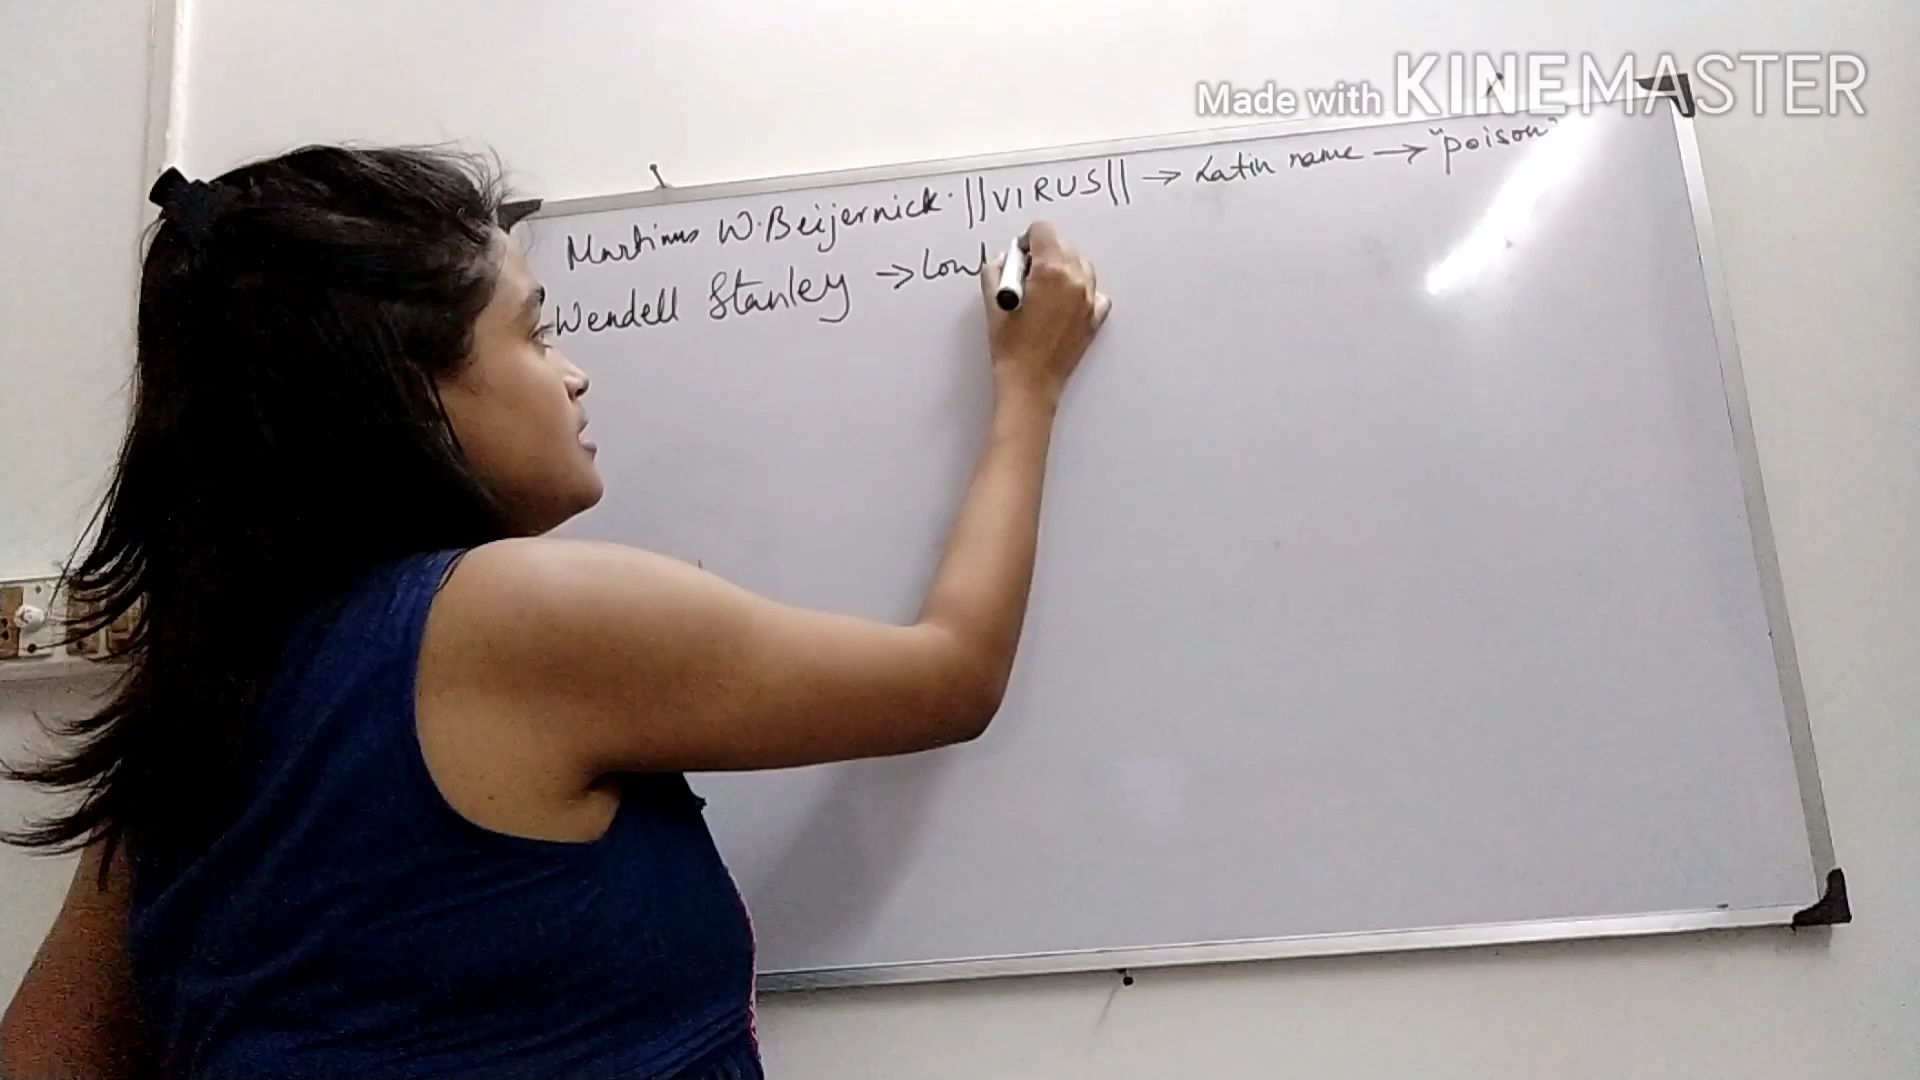 Made with KINEMASTER
Martinus W. Beijernick. ||VIRUS|| → Latin name → "poison"
Wendell Stanley →